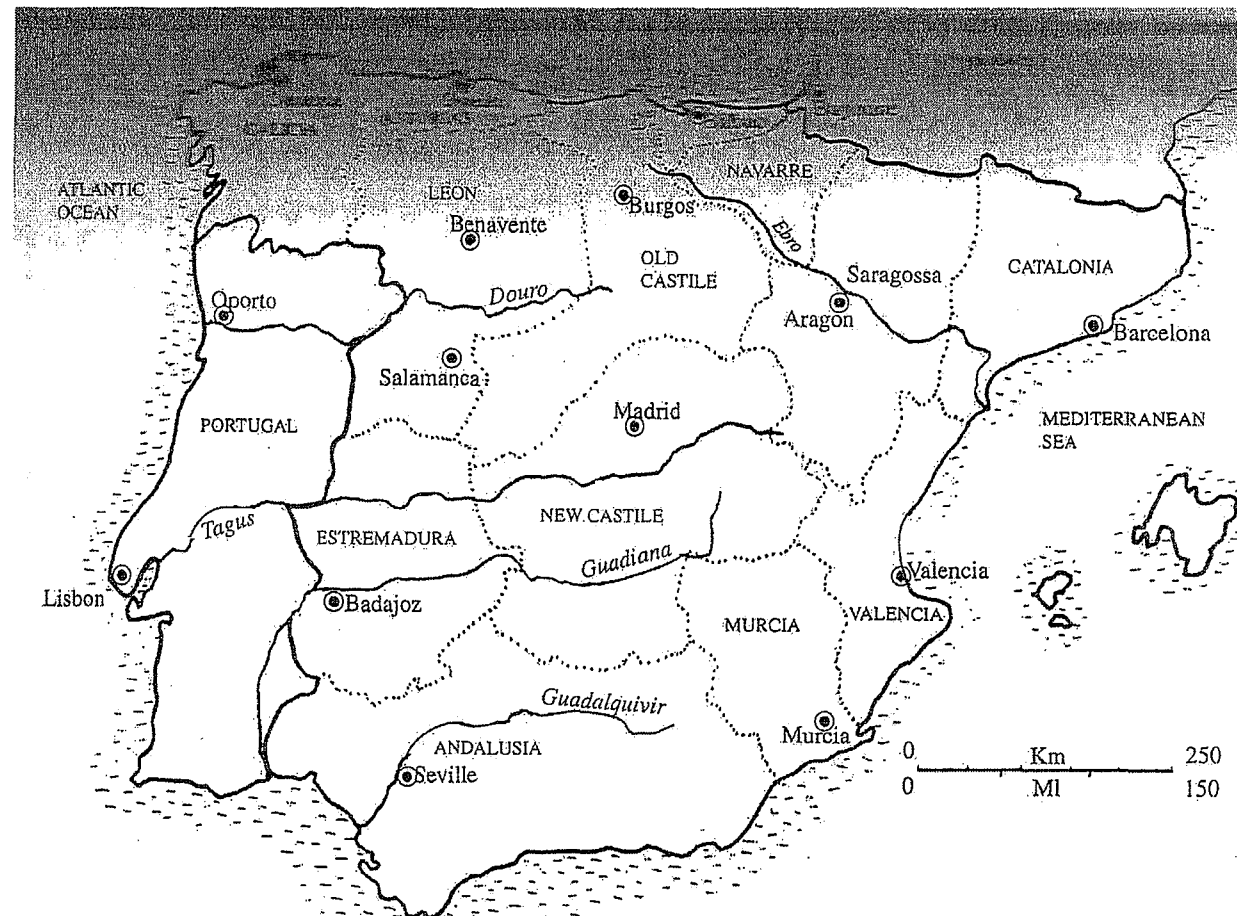 ATLANTIC
OCEAN
NAVARRE
LEON
Benavente
Burgos
Ebro
OLD
CASTILE
Saragossa
CATALONIA
Oporto
Douro
Aragón
Barcelona
Salamanca
PORTUGAL
Madrid
MEDITERRANEAN
SEA
Tagus
ESTREMADURA
NEW CASTILE
Guadiana
Lisbon
Badajoz
Valencia
VALENCIA
MURCIA
Guadalquivir
Murcia
ANDALUSIA
Seville
0 Km 250
0 MI 150